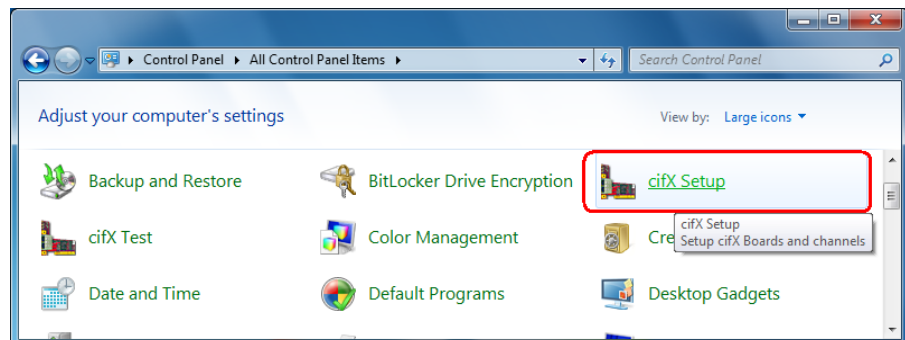 Control Panel All Control Panel Items Search Control Panel
Adjust your computer's settings View by: Large icons
Backup and Restore BitLocker Drive Encryption cifX Setup
cifX Test Color Management Cre
cifX Setup
Setup cifX Boards and channels
Date and Time Default Programs Desktop Gadgets